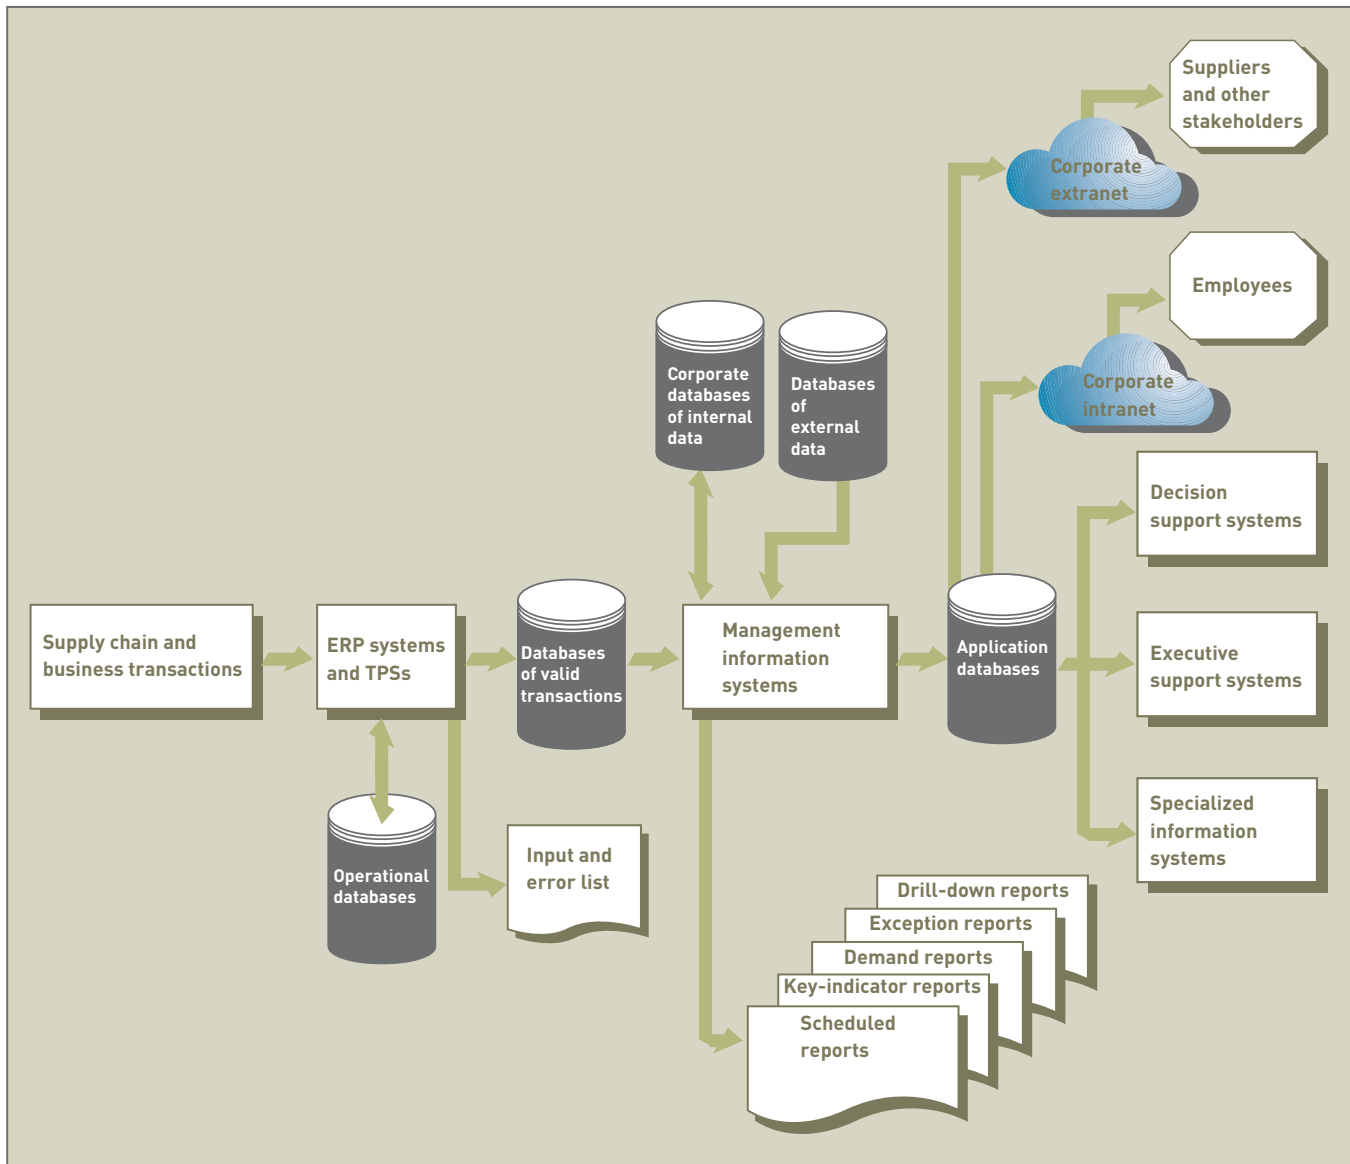 Suppliers
and other
stakeholders
Corporate
extranet
Employees
Corporate
intranet
Corporate
databases
of internal
data
Databases
of
external
data
Decision
support systems
Supply chain and
business transactions
ERP systems
and TPSs
Databases
of valid
transactions
Management
information
systems
Application
databases
Executive
support systems
Operational
databases
Input and
error list
Specialized
information
systems
Drill-down reports
Exception reports
Demand reports
Key-indicator reports
Scheduled
reports